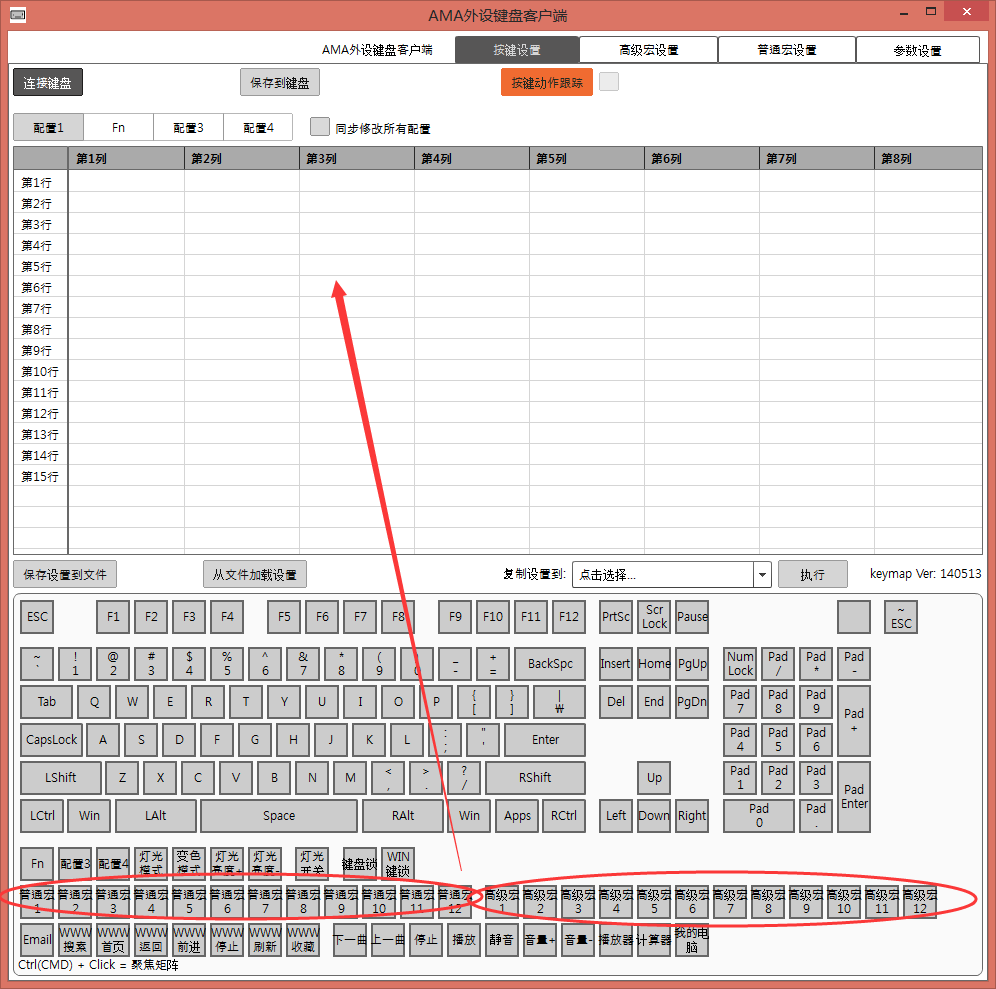 AMA外设键盘客户端
AMA外设键盘客户端 按键设置 高级宏设置 普通宏设置 参数设置
连接键盘 保存到键盘 按键动作跟踪
配置1 Fn 配置3 配置4 同步修改所有配置
第1列 第2列 第3列 第4列 第5列 第6列 第7列 第8列
第1行
第2行
第3行
第4行
第5行
第6行
第7行
第8行
第9行
第10行
第11行
第12行
第13行
第14行
第15行
保存设置到文件 从文件加载设置 复制设置到: 点击选择... 执行 keymap Ver: 140513
ESC F1 F2 F3 F4 F5 F6 F7 F8 F9 F10 F11 F12 PrtSc Scr Lock Pause ~ ESC
~ ` ! 1 @ 2 # 3 $ 4 % 5 ^ 6 & 7 * 8 ( 9 _ - + = BackSpc Insert Home PgUp Num Lock Pad / Pad * Pad -
Tab Q W E R T Y U I O P { [ } ] | ₩ Del End PgDn Pad 7 Pad 8 Pad 9 Pad +
CapsLock A S D F G H J K L : ; " ' Enter Pad 4 Pad 5 Pad 6
LShift Z X C V B N M < , > . ? / RShift Up Pad 1 Pad 2 Pad 3 Pad Enter
LCtrl Win LAlt Space RAlt Win Apps RCtrl Left Down Right Pad 0 Pad .
Fn 配置3 配置4 灯光模式 变色模式 灯光亮度+ 灯光亮度- 灯光开关 键盘锁 WIN键锁
普通宏1 普通宏2 普通宏3 普通宏4 普通宏5 普通宏6 普通宏7 普通宏8 普通宏9 普通宏10 普通宏11 普通宏12 高级宏1 高级宏2 高级宏3 高级宏4 高级宏5 高级宏6 高级宏7 高级宏8 高级宏9 高级宏10 高级宏11 高级宏12
Email WWW搜索 WWW首页 WWW返回 WWW前进 WWW停止 WWW刷新 WWW收藏 下一曲 上一曲 停止 播放 静音 音量+ 音量- 播放器 计算器 我的电脑
Ctrl(CMD) + Click = 聚焦矩阵